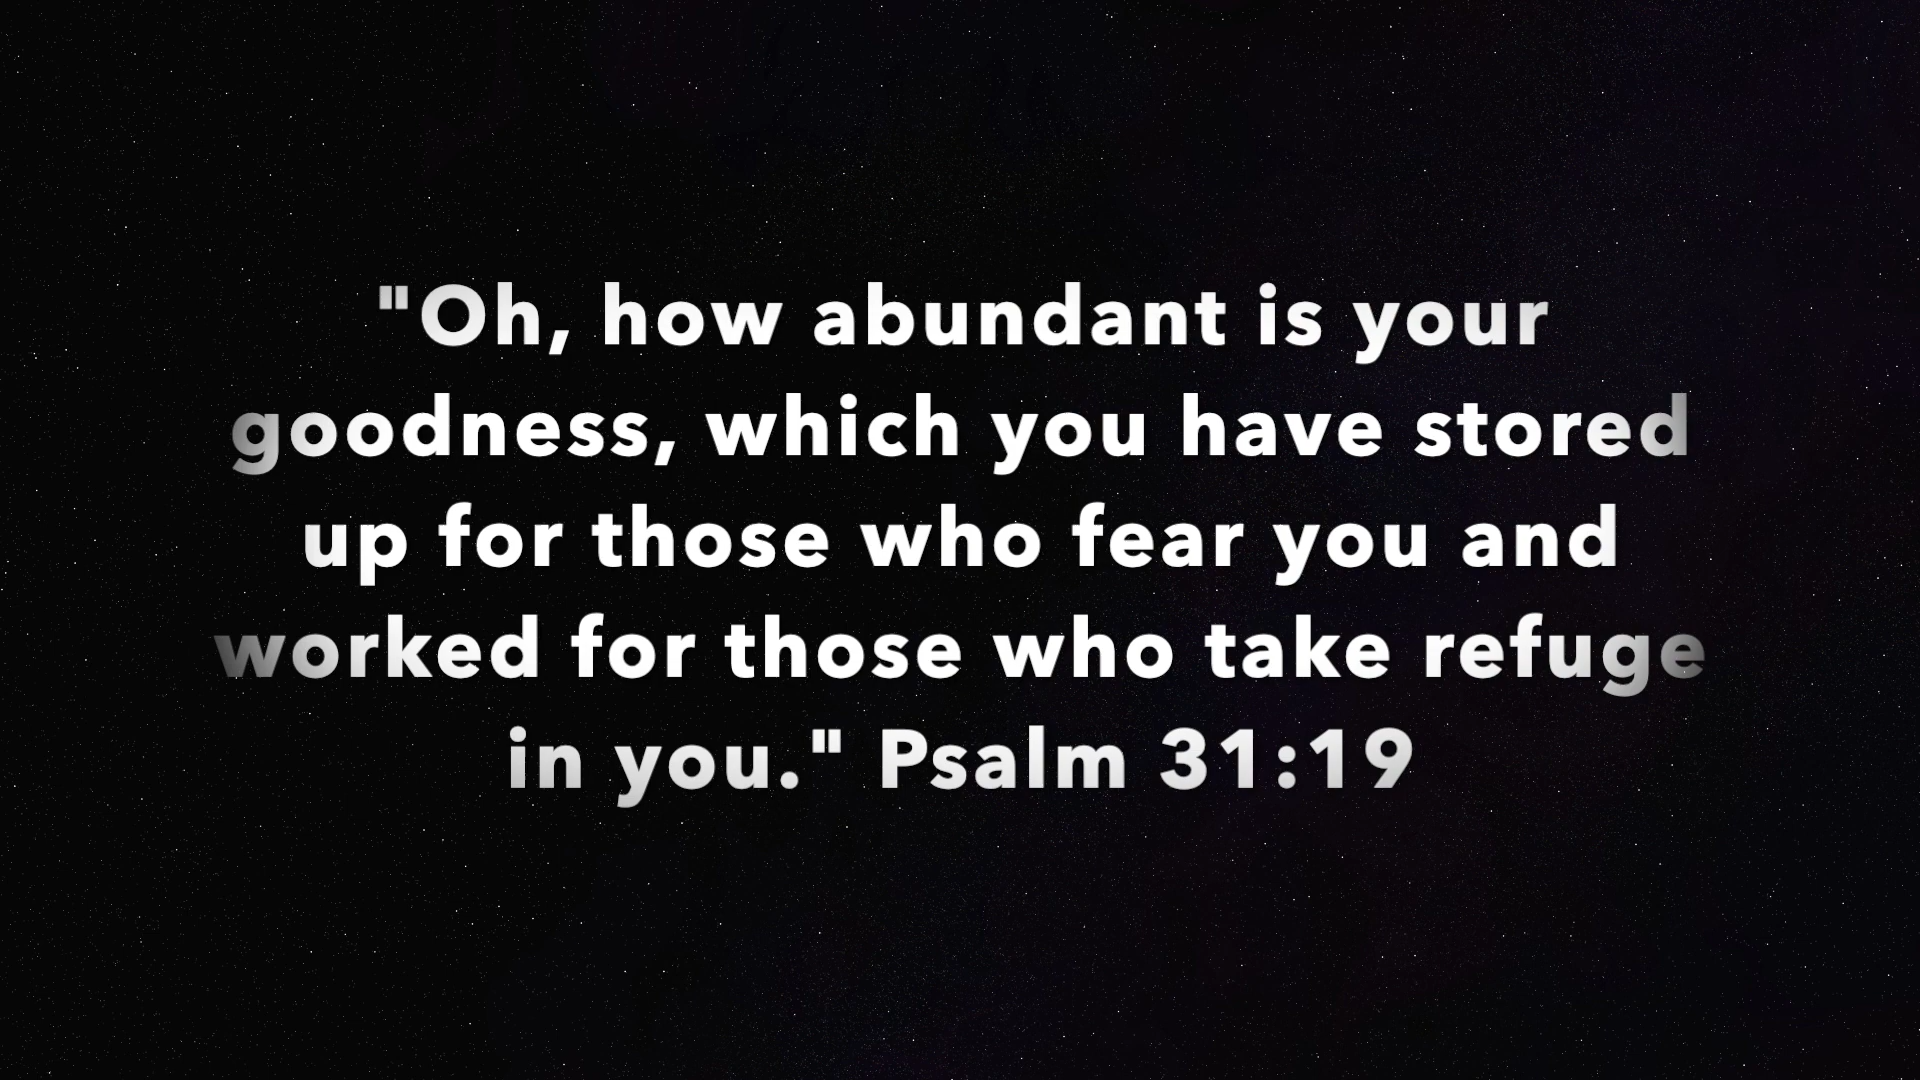 "Oh, how abundant is your
goodness, which you have stored
up for those who fear you and
worked for those who take refuge
in you." Psalm 31:19